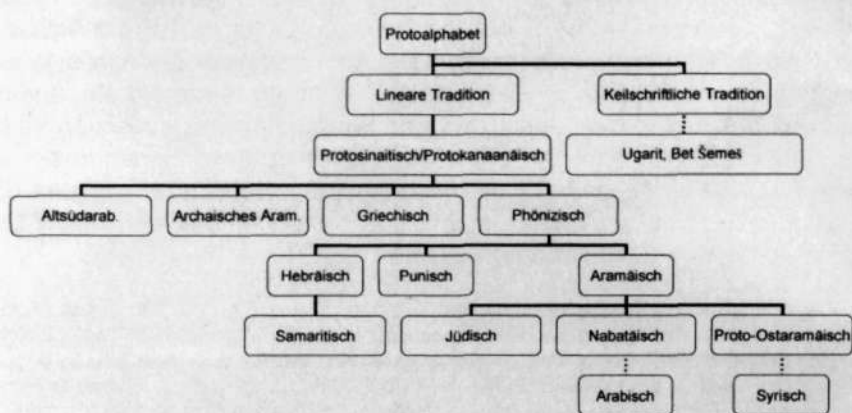 Protoalphabet
Lineare Tradition
Keilschriftliche Tradition
Protosinaitisch/Protokanaanäisch
Ugarit, Bet Šemeš
Altsüdarab.
Archaisches Aram.
Griechisch
Phönizisch
Hebräisch
Punisch
Aramäisch
Samaritisch
Jüdisch
Nabatäisch
Proto-Ostaramäisch
Arabisch
Syrisch